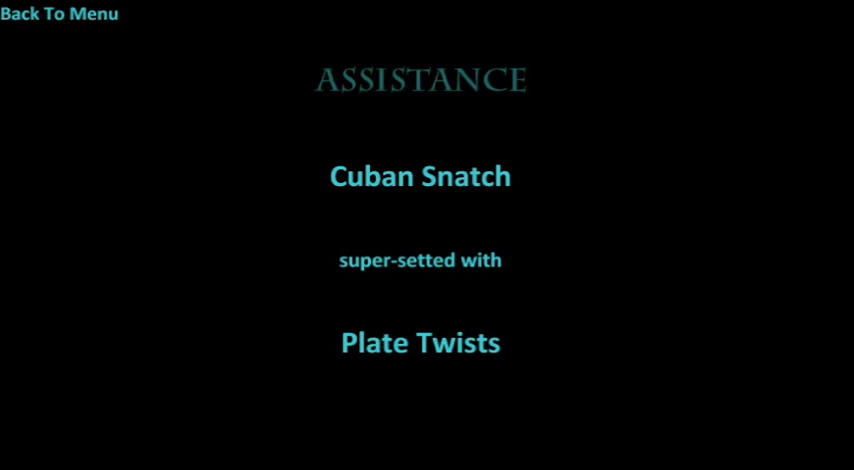 Back To Menu
ASSISTANCE
Cuban Snatch
super-setted with
Plate Twists